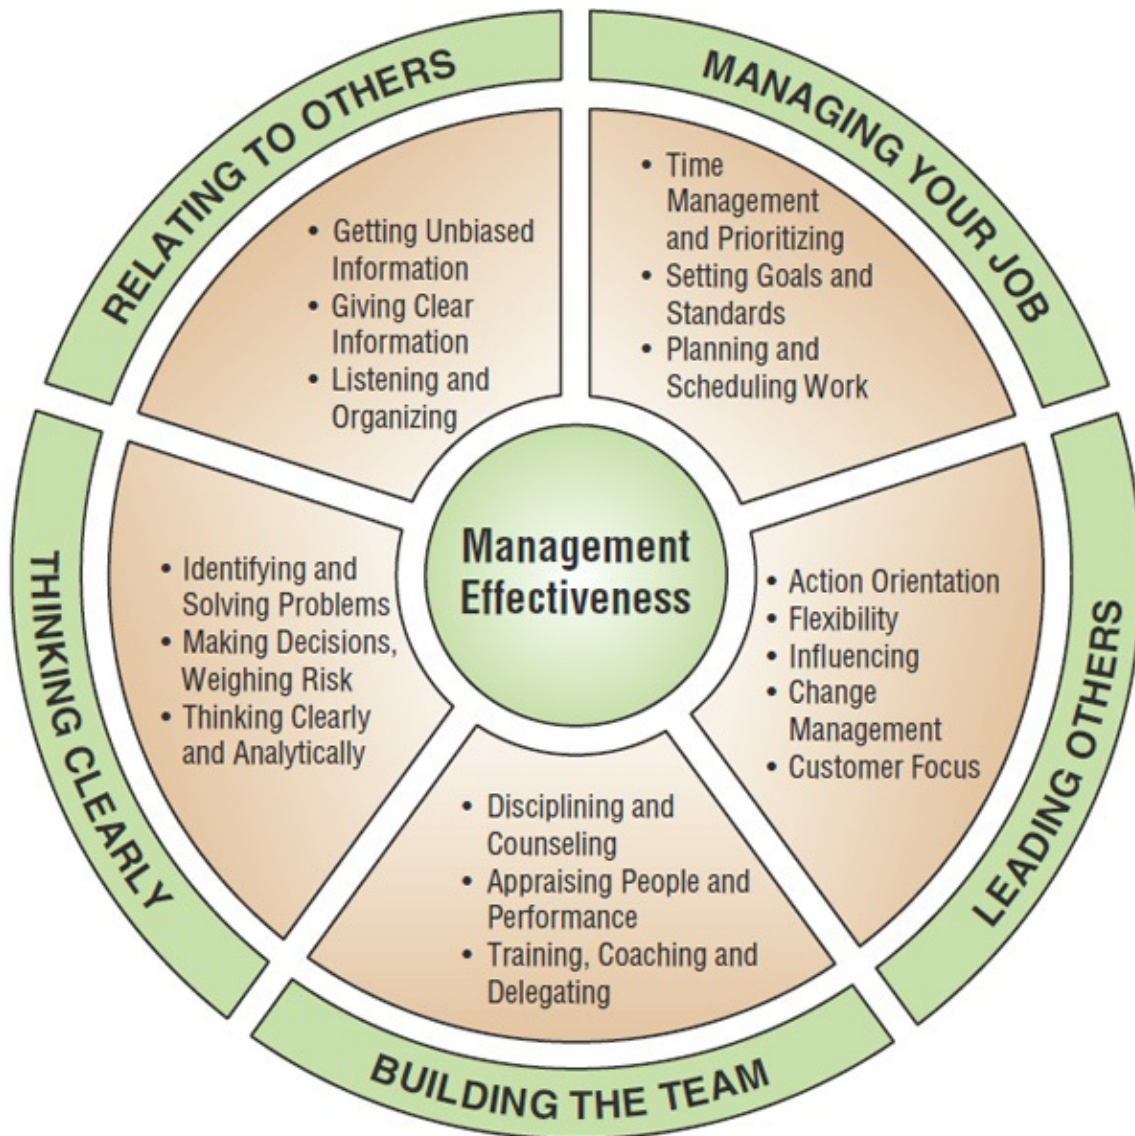 RELATING TO OTHERS
• Getting Unbiased
Information
• Giving Clear
Information
• Listening and
Organizing
MANAGING YOUR JOB
• Time
Management
and Prioritizing
• Setting Goals and
Standards
• Planning and
Scheduling Work
Management
Effectiveness
THINKING CLEARLY
• Identifying and
Solving Problems
• Making Decisions,
Weighing Risk
• Thinking Clearly
and Analytically
LEADING OTHERS
• Action Orientation
• Flexibility
• Influencing
• Change
Management
• Customer Focus
• Disciplining and
Counseling
• Appraising People and
Performance
• Training, Coaching and
Delegating
BUILDING THE TEAM